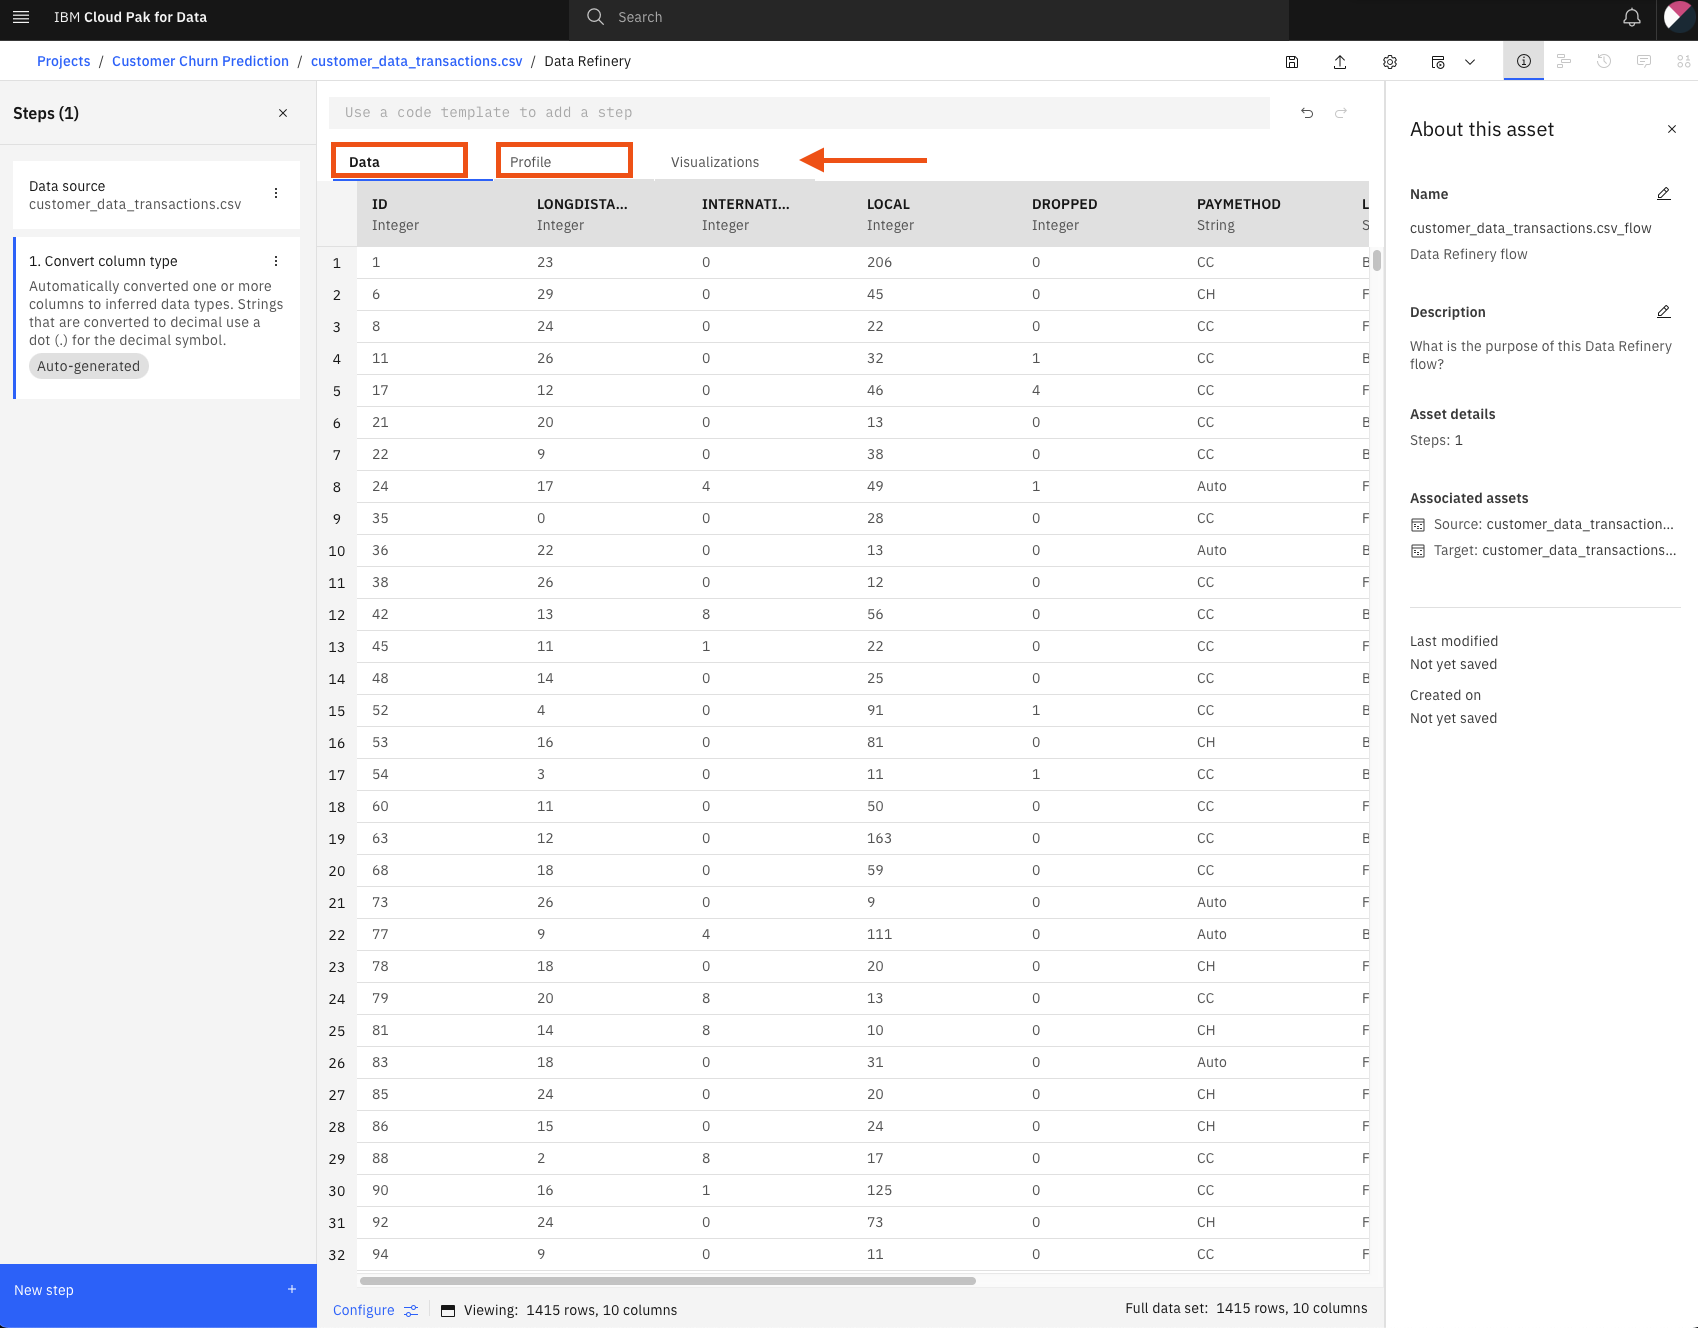 IBM Cloud Pak for Data
Search
Projects / Customer Churn Prediction / customer_data_transactions.csv / Data Refinery
Steps (1)
Data source
customer_data_transactions.csv
1. Convert column type
Automatically converted one or more
columns to inferred data types. Strings
that are converted to decimal use a
dot (.) for the decimal symbol.
Auto-generated
New step +
Use a code template to add a step
Data Profile Visualizations
ID LONGDISTA... INTERNATI... LOCAL DROPPED PAYMETHOD L
Integer Integer Integer Integer Integer String S
1 1 23 0 206 0 CC B
2 6 29 0 45 0 CH F
3 8 24 0 22 0 CC F
4 11 26 0 32 1 CC B
5 17 12 0 46 4 CC F
6 21 20 0 13 0 CC B
7 22 9 0 38 0 CC B
8 24 17 4 49 1 Auto F
9 35 0 0 28 0 CC F
10 36 22 0 13 0 Auto B
11 38 26 0 12 0 CC F
12 42 13 8 56 0 CC B
13 45 11 1 22 0 CC F
14 48 14 0 25 0 CC B
15 52 4 0 91 1 CC B
16 53 16 0 81 0 CH B
17 54 3 0 11 1 CC B
18 60 11 0 50 0 CC F
19 63 12 0 163 0 CC B
20 68 18 0 59 0 CC F
21 73 26 0 9 0 Auto F
22 77 9 4 111 0 Auto B
23 78 18 0 20 0 CH F
24 79 20 8 13 0 CC F
25 81 14 8 10 0 CH F
26 83 18 0 31 0 Auto F
27 85 24 0 20 0 CH F
28 86 15 0 24 0 CH F
29 88 2 8 17 0 CC F
30 90 16 1 125 0 CC F
31 92 24 0 73 0 CH F
32 94 9 0 11 0 CC F
Configure Viewing: 1415 rows, 10 columns Full data set: 1415 rows, 10 columns
About this asset
Name
customer_data_transactions.csv_flow
Data Refinery flow
Description
What is the purpose of this Data Refinery
flow?
Asset details
Steps: 1
Associated assets
Source: customer_data_transaction...
Target: customer_data_transactions...
Last modified
Not yet saved
Created on
Not yet saved